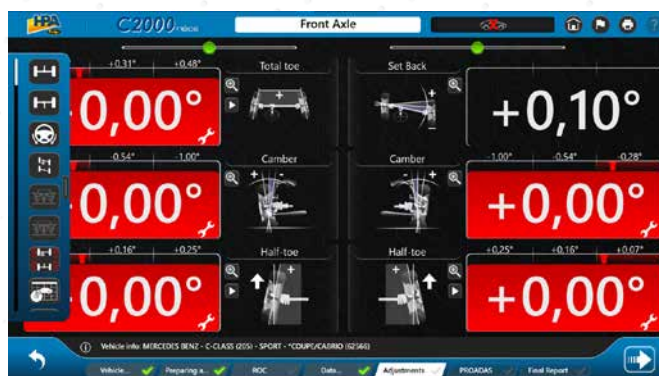 HPA C2000 Front Axle
+0.31° +0.48° Total toe Set Back
0,00° +0,10°
-0.54° -1.00° Camber Camber -1.00° -0.54° -0.28°
0,00° +0,00°
+0.16° +0.25° Half-toe Half-toe +0.25° +0.16° +0.07°
0,00° +0,00°
Vehicle info: MERCEDES BENZ - C-CLASS (205) - SPORT - *COUPE/CABRIO (62566)
Vehicle... Preparing a... ROC Data... Adjustments PROADAS Final Report